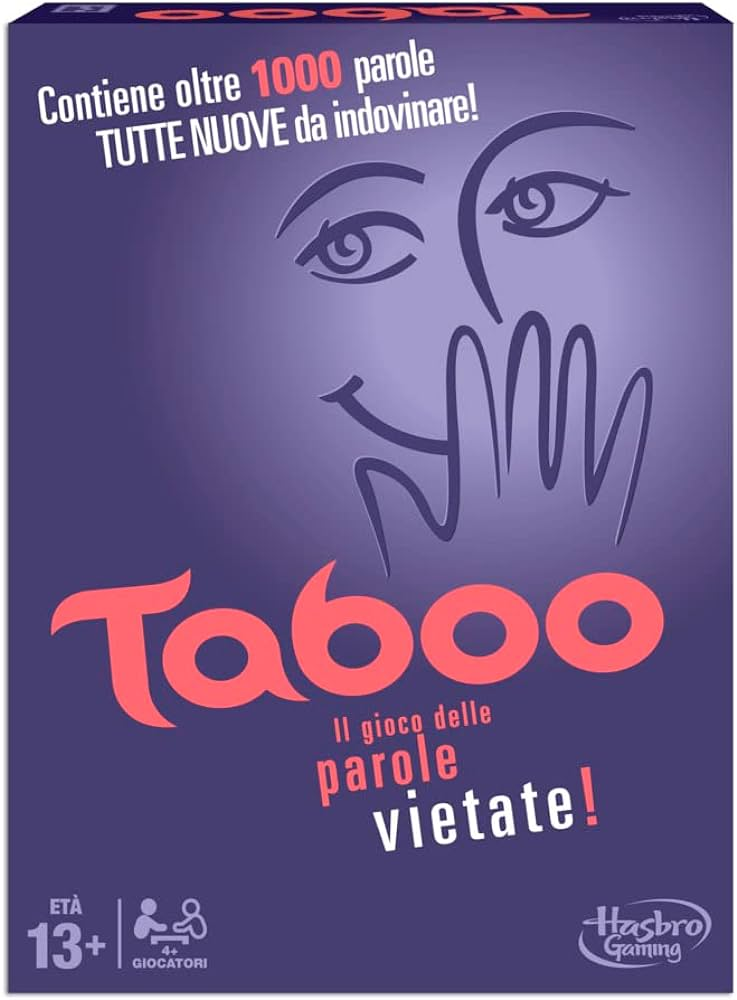 Taboo
Contiene oltre 1000 parole
TUTTE NUOVE da indovinare!
Taboo
Il gioco delle
parole
vietate!
ETÀ
13+
4+
GIOCATORI
Hasbro
Gaming